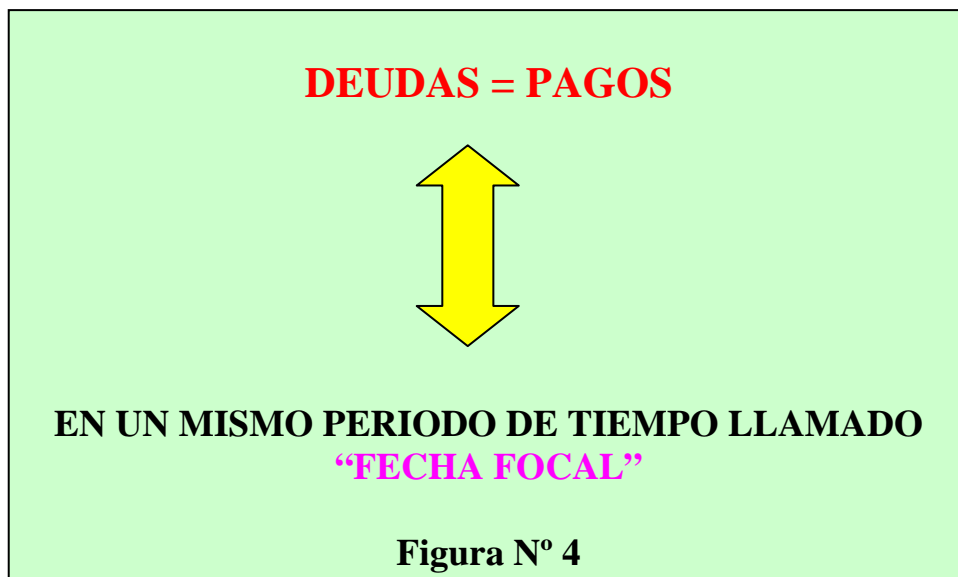 DEUDAS = PAGOS
EN UN MISMO PERIODO DE TIEMPO LLAMADO
“FECHA FOCAL”
Figura Nº 4